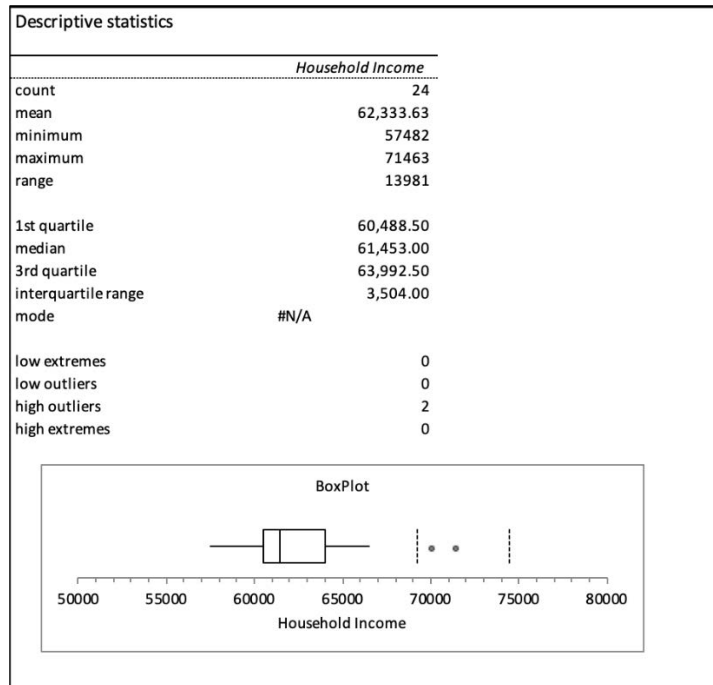 Descriptive statistics
Household Income
count 24
mean 62,333.63
minimum 57482
maximum 71463
range 13981
1st quartile 60,488.50
median 61,453.00
3rd quartile 63,992.50
interquartile range 3,504.00
mode #N/A
low extremes 0
low outliers 0
high outliers 2
high extremes 0
BoxPlot
50000 55000 60000 65000 70000 75000 80000
Household Income